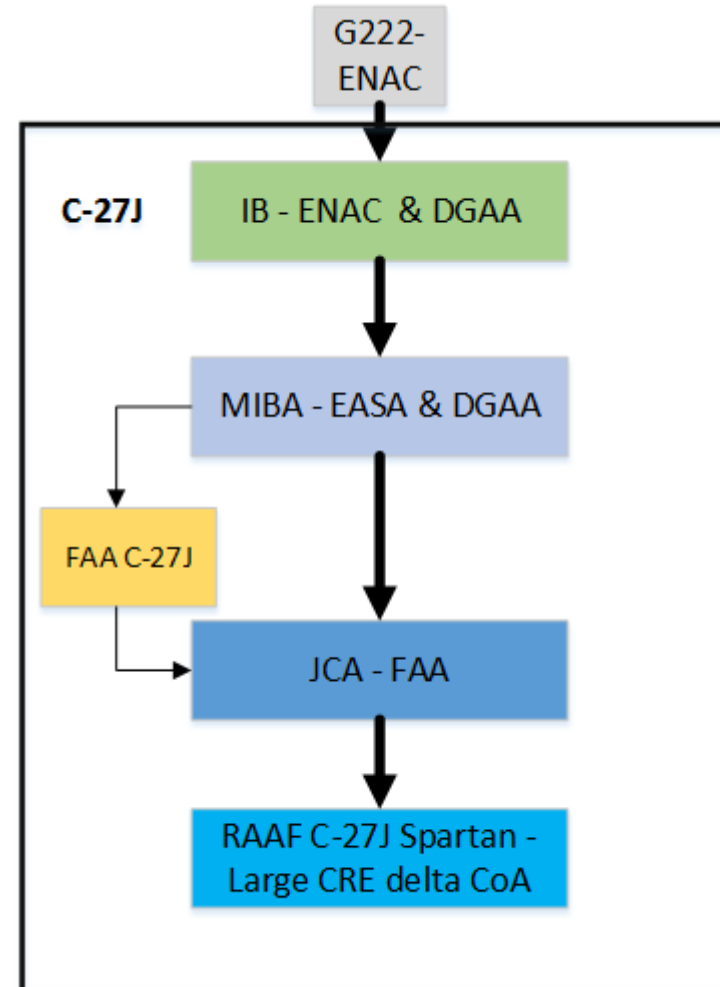 G222-
ENAC
C-27J
IB - ENAC & DGAA
MIBA - EASA & DGAA
FAA C-27J
JCA - FAA
RAAF C-27J Spartan -
Large CRE delta CoA